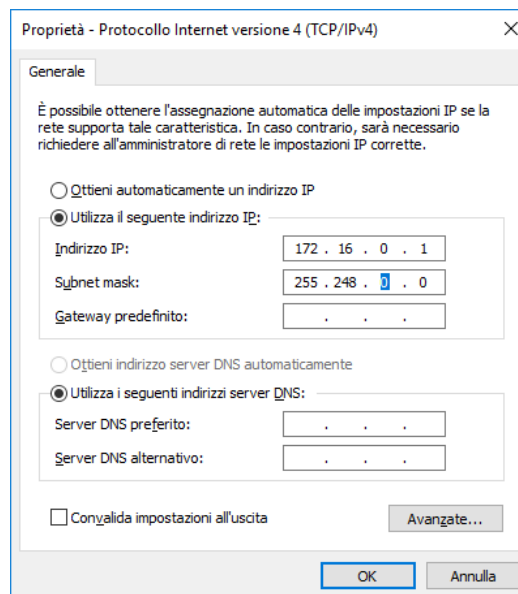 Proprietà - Protocollo Internet versione 4 (TCP/IPv4)
Generale
È possibile ottenere l'assegnazione automatica delle impostazioni IP se la
rete supporta tale caratteristica. In caso contrario, sarà necessario
richiedere all'amministratore di rete le impostazioni IP corrette.
Ottieni automaticamente un indirizzo IP
Utilizza il seguente indirizzo IP:
Indirizzo IP: 172 . 16 . 0 . 1
Subnet mask: 255 . 248 . 0 . 0
Gateway predefinito: . . .
Ottieni indirizzo server DNS automaticamente
Utilizza i seguenti indirizzi server DNS:
Server DNS preferito: . . .
Server DNS alternativo: . . .
Convalida impostazioni all'uscita
Avanzate...
OK Annulla